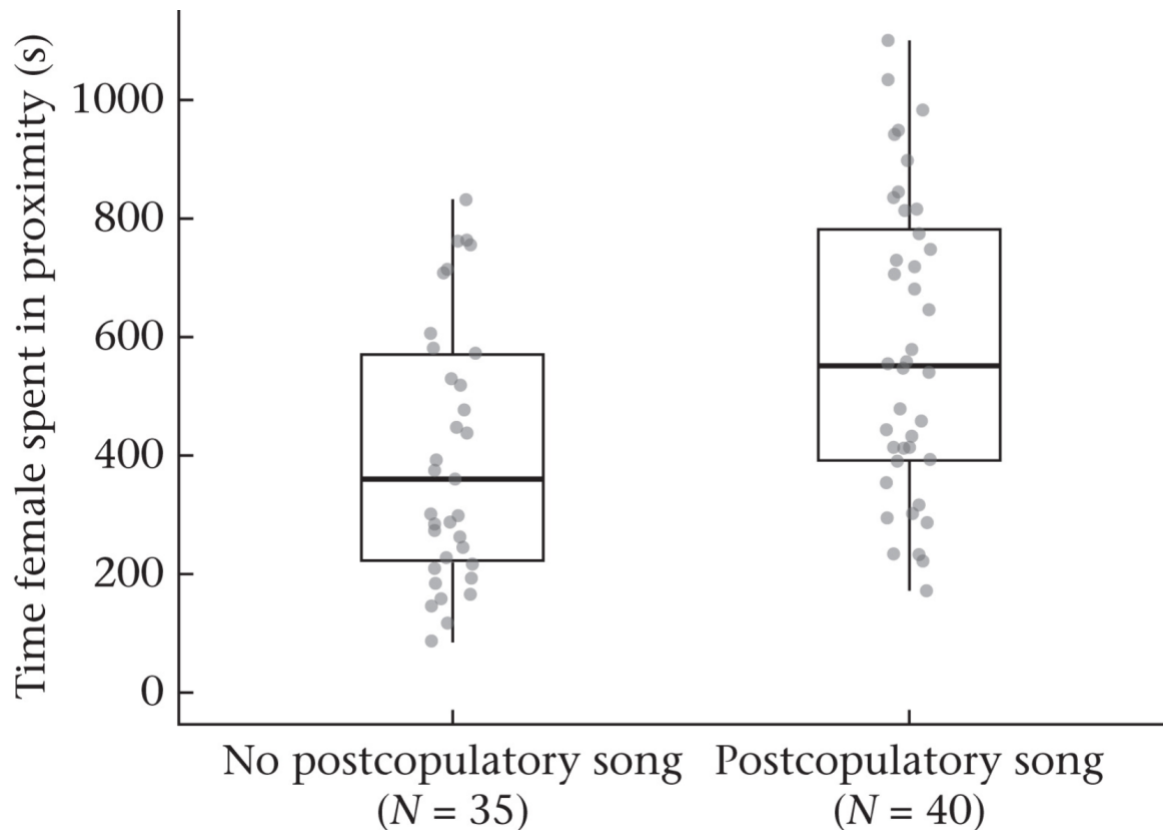 Time female spent in proximity (s)
1000
800
600
400
200
0
No postcopulatory song
(N = 35)
Postcopulatory song
(N = 40)